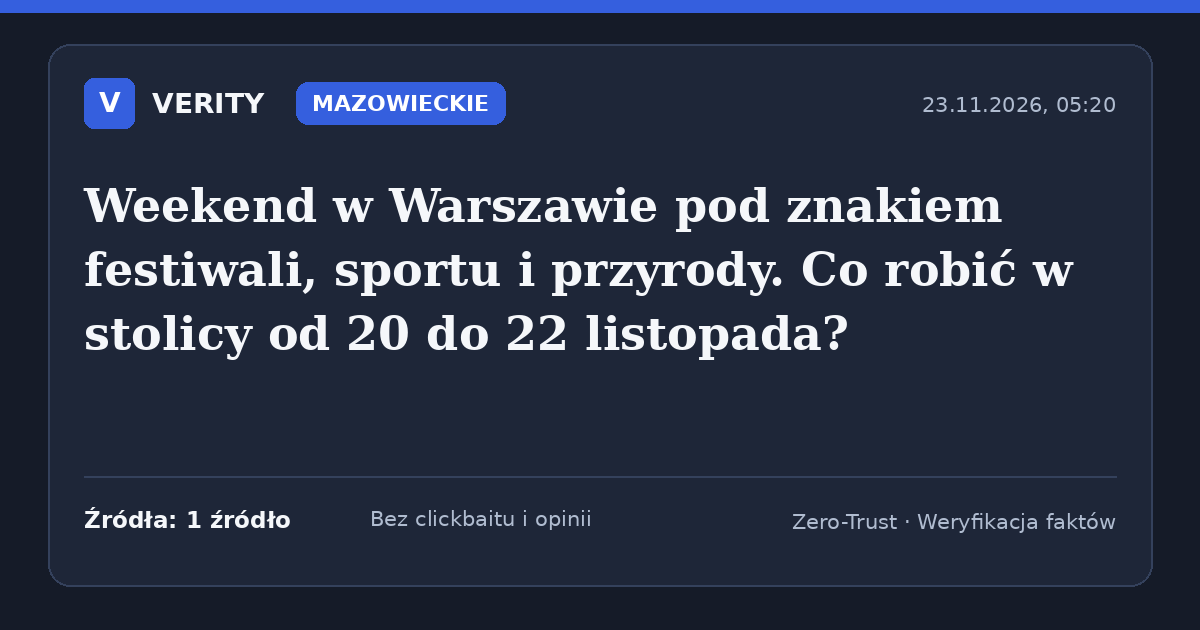 V VERITY MAZOWIECKIE 23.11.2026, 05:20
Weekend w Warszawie pod znakiem
festiwali, sportu i przyrody. Co robić w
stolicy od 20 do 22 listopada?
Źródła: 1 źródło Bez clickbaitu i opinii Zero-Trust · Weryfikacja faktów